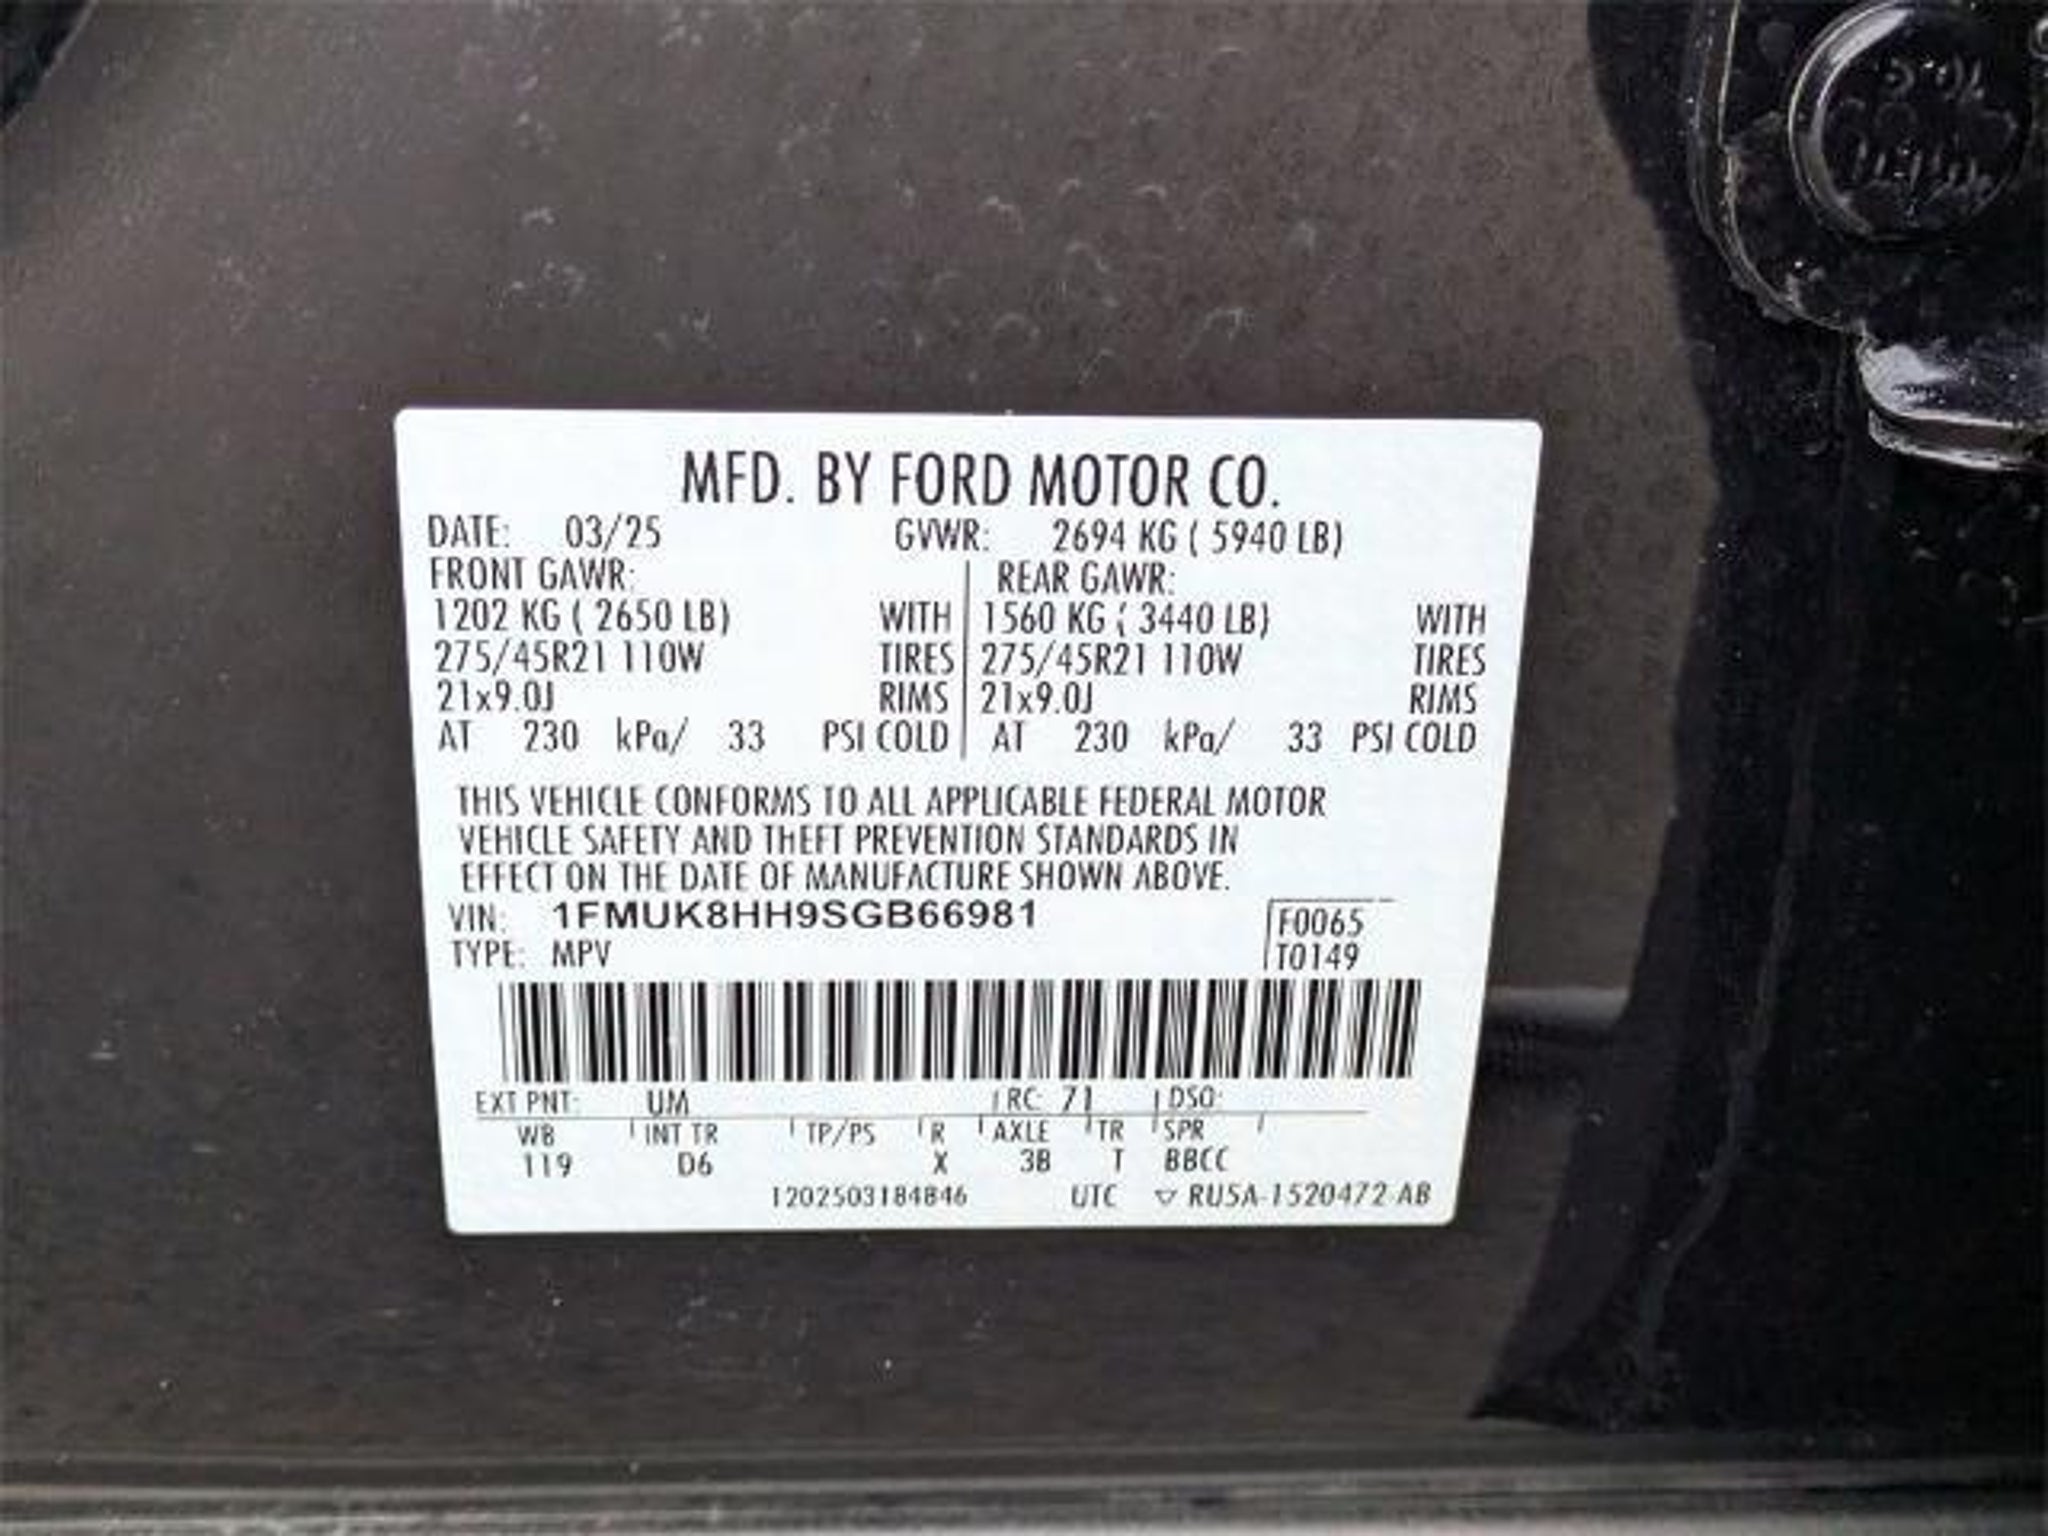 MFD. BY FORD MOTOR CO.
DATE: 03/25 GVWR: 2694 KG ( 5940 LB)
FRONT GAWR: REAR GAWR:
1202 KG ( 2650 LB) WITH 1560 KG ( 3440 LB) WITH
275/45R21 110W TIRES 275/45R21 110W TIRES
21x9.0J RIMS 21x9.0J RIMS
AT 230 kPa/ 33 PSI COLD AT 230 kPa/ 33 PSI COLD
THIS VEHICLE CONFORMS TO ALL APPLICABLE FEDERAL MOTOR
VEHICLE SAFETY AND THEFT PREVENTION STANDARDS IN
EFFECT ON THE DATE OF MANUFACTURE SHOWN ABOVE.
VIN: 1FMUK8HH9SGB66981 F0065
TYPE: MPV T0149
EXT PNT: UM RC: 71 DSO:
WB INT TR TP/PS R AXLE TR SPR
119 D6 X 3B T BBCC
1202503184846 UTC ▽ RU5A-1520472-AB